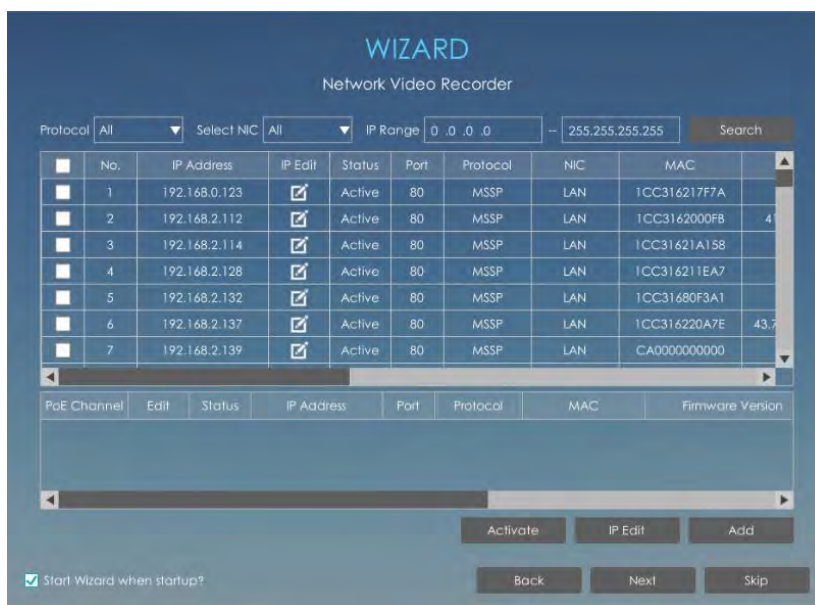 WIZARD
Network Video Recorder
Protocol All Select NIC All IP Range 0 .0 .0 .0 – 255.255.255.255 Search
No. IP Address IP Edit Status Port Protocol NIC MAC
1 192.168.0.123 Active 80 MSSP LAN 1CC316217F7A
2 192.168.2.112 Active 80 MSSP LAN 1CC3162000FB 41
3 192.168.2.114 Active 80 MSSP LAN 1CC31621A158
4 192.168.2.128 Active 80 MSSP LAN 1CC316211EA7
5 192.168.2.132 Active 80 MSSP LAN 1CC31680F3A1
6 192.168.2.137 Active 80 MSSP LAN 1CC316220A7E 43.7
7 192.168.2.139 Active 80 MSSP LAN CA0000000000
PoE Channel Edit Status IP Address Port Protocol MAC Firmware Version
Activate IP Edit Add
Start Wizard when startup? Back Next Skip